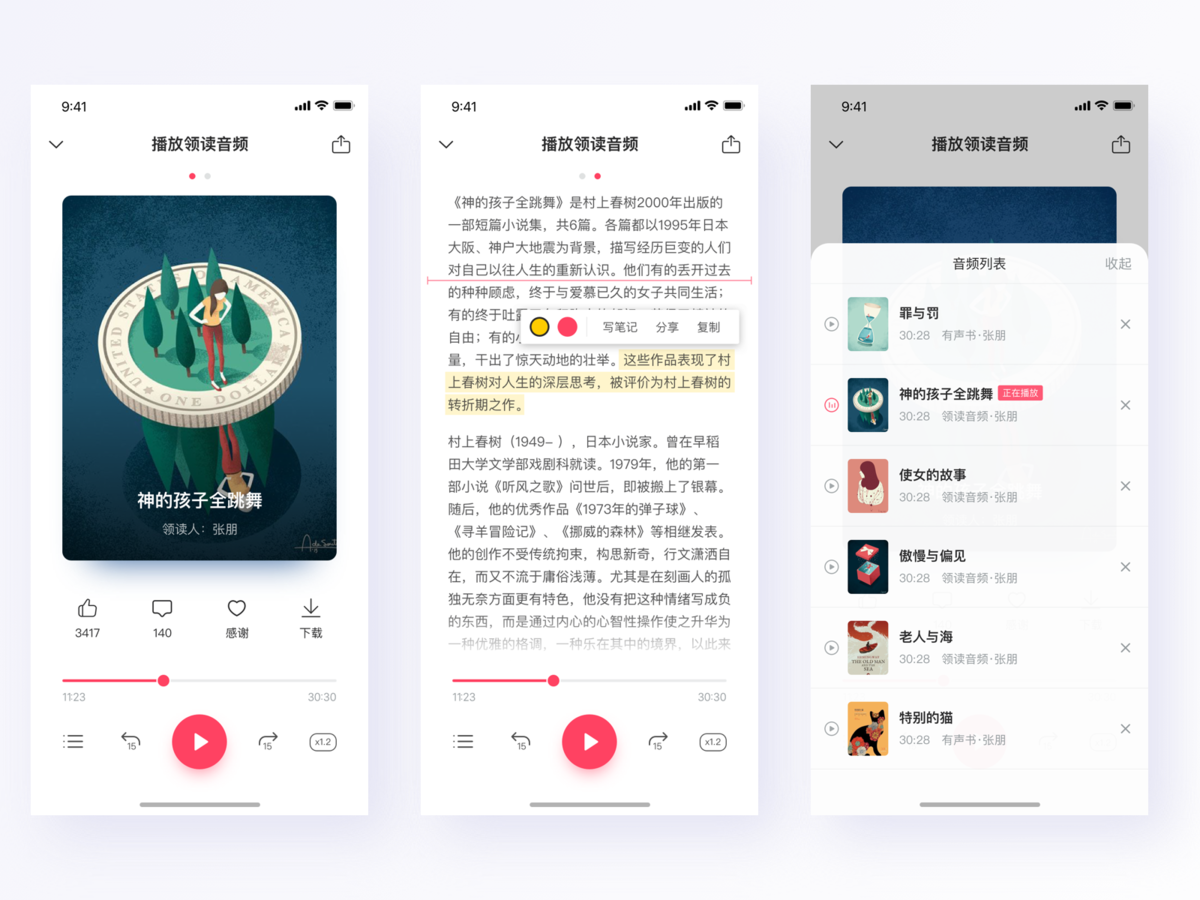 9:41
播放领读音频
UNITED STATES OF AMERICA
ONE DOLLAR
神的孩子全跳舞
领读人：张朋
3417
140
感谢
下载
11:23
30:30
15
15
x1.2
9:41
播放领读音频
《神的孩子全跳舞》是村上春树2000年出版的
一部短篇小说集，共6篇。各篇都以1995年日本
大阪、神户大地震为背景，描写经历巨变的人们
对自己以往人生的重新认识。他们有的丢开过去
的种种顾虑，终于与爱慕已久的女子共同生活；
有的终于吐
写笔记
分享
复制
自由；有的
量，干出了惊天动地的壮举。这些作品表现了村
上春树对人生的深层思考，被评价为村上春树的
转折期之作。
村上春树（1949- ），日本小说家。曾在早稻
田大学文学部戏剧科就读。1979年，他的第一
部小说《听风之歌》问世后，即被搬上了银幕。
随后，他的优秀作品《1973年的弹子球》、
《寻羊冒险记》、《挪威的森林》等相继发表。
他的创作不受传统拘束，构思新奇，行文潇洒自
在，而又不流于庸俗浅薄。尤其是在刻画人的孤
独无奈方面更有特色，他没有把这种情绪写成负
的东西，而是通过内心的心智性操作使之升华为
一种优雅的格调，一种乐在其中的境界，以此来
11:23
30:30
15
15
x1.2
9:41
播放领读音频
音频列表
收起
罪与罚
30:28 有声书·张朋
神的孩子全跳舞 正在播放
30:28 领读音频·张朋
使女的故事
30:28 领读音频·张朋
傲慢与偏见
30:28 领读音频·张朋
老人与海
30:28 领读音频·张朋
THE OLD MAN
AND THE
SEA
特别的猫
30:28 有声书·张朋